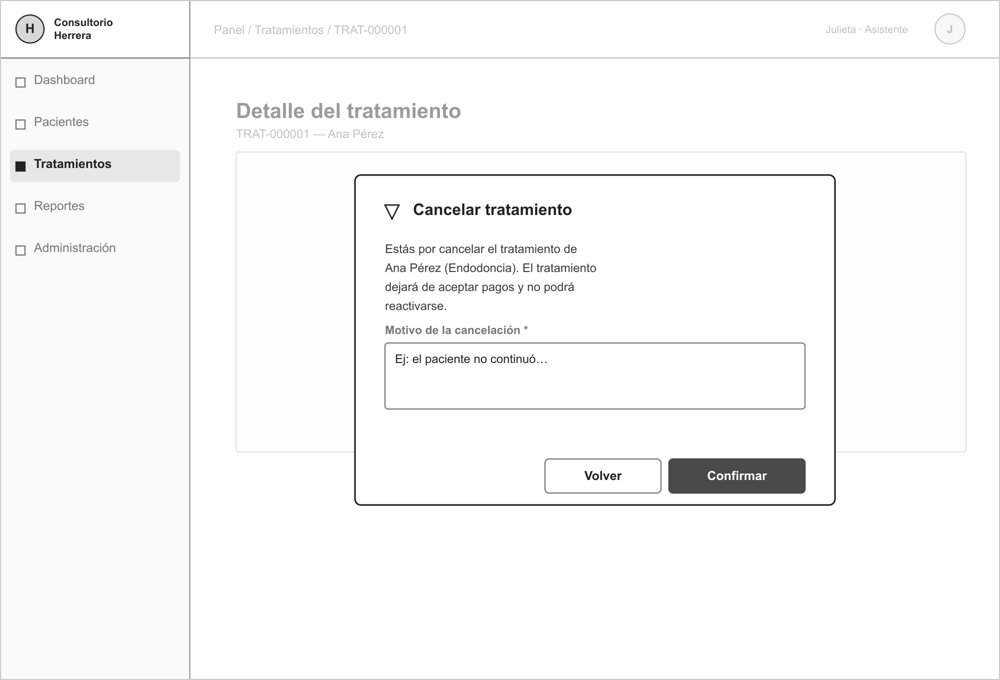 H
Consultorio
Herrera
Panel / Tratamientos / TRAT-000001
Julieta · Asistente
J
Dashboard
Pacientes
Tratamientos
Reportes
Administración
Detalle del tratamiento
TRAT-000001 — Ana Pérez
Cancelar tratamiento
Estás por cancelar el tratamiento de
Ana Pérez (Endodoncia). El tratamiento
dejará de aceptar pagos y no podrá
reactivarse.
Motivo de la cancelación *
Ej: el paciente no continuó…
Volver
Confirmar